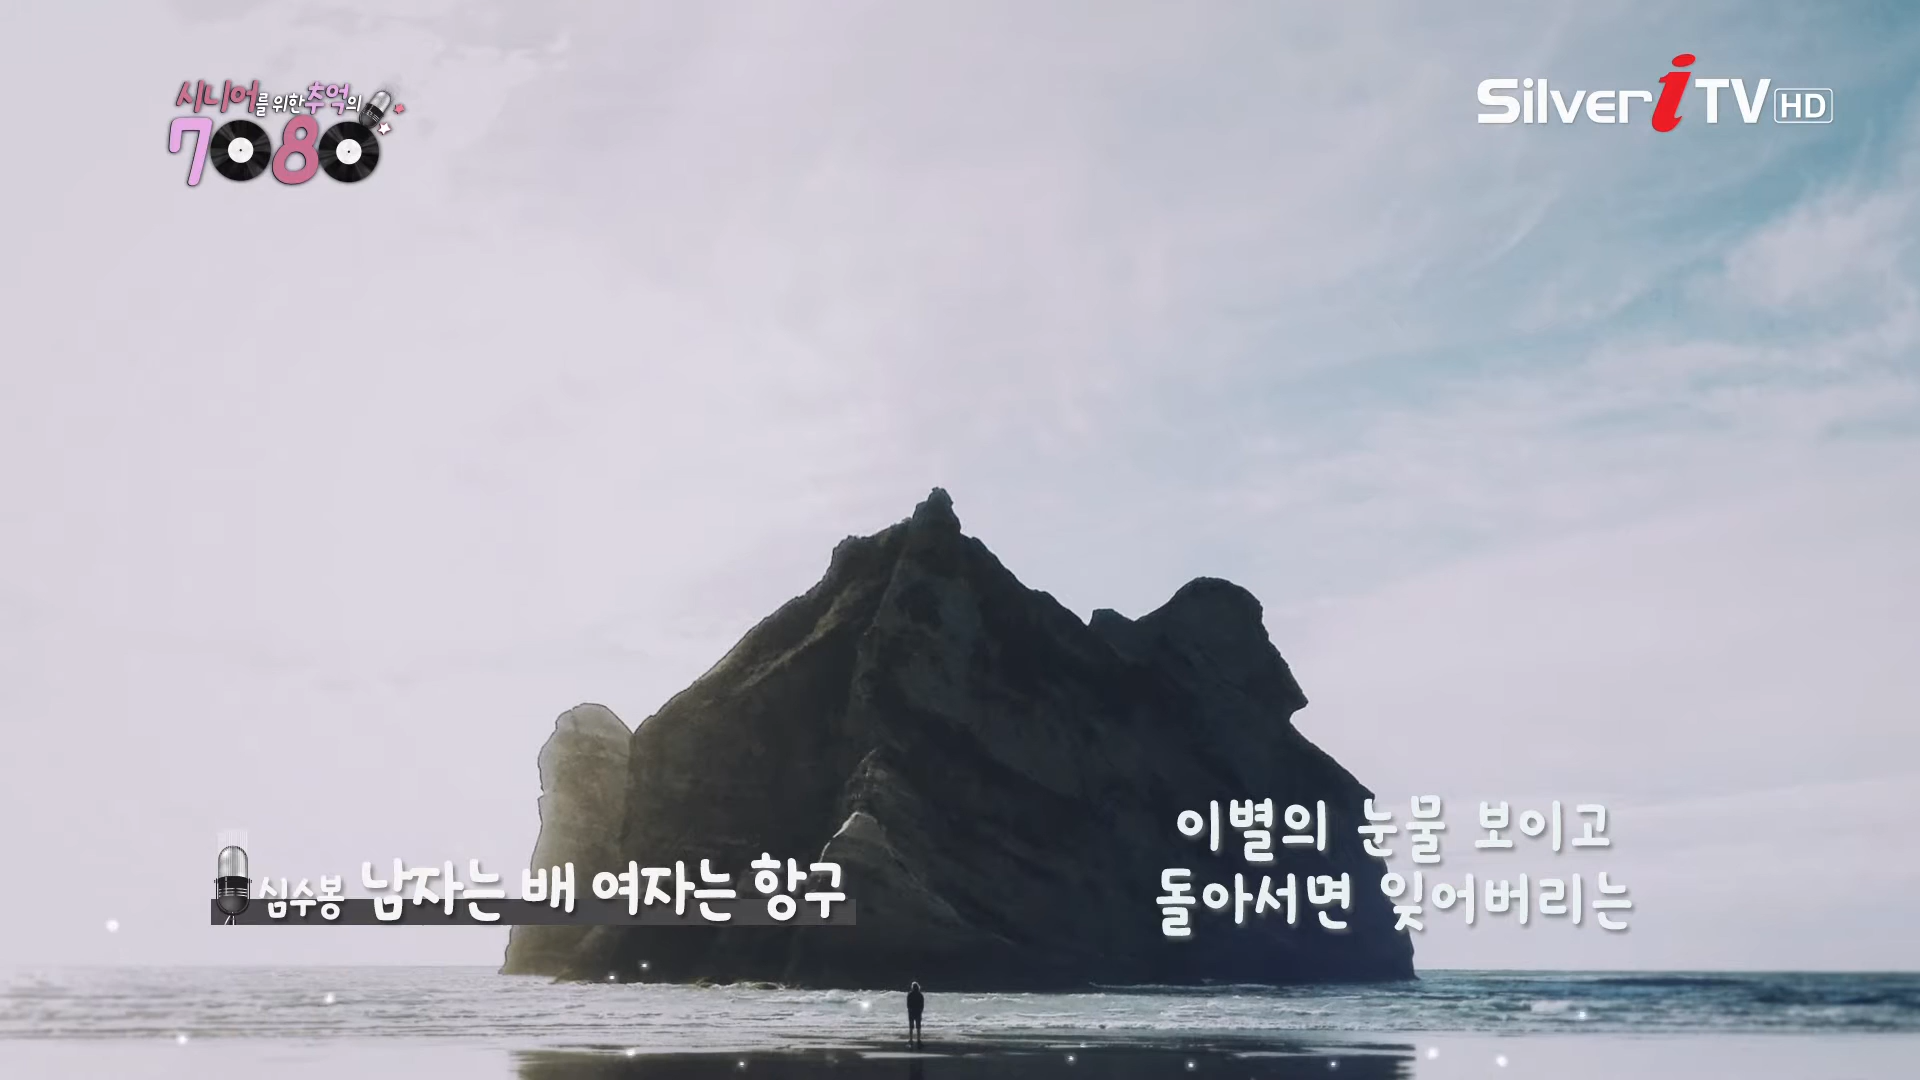 시니어를 위한 추억의
7080
Silver i TV HD
심수봉 남자는 배 여자는 항구
이별의 눈물 보이고
돌아서면 잊어버리는